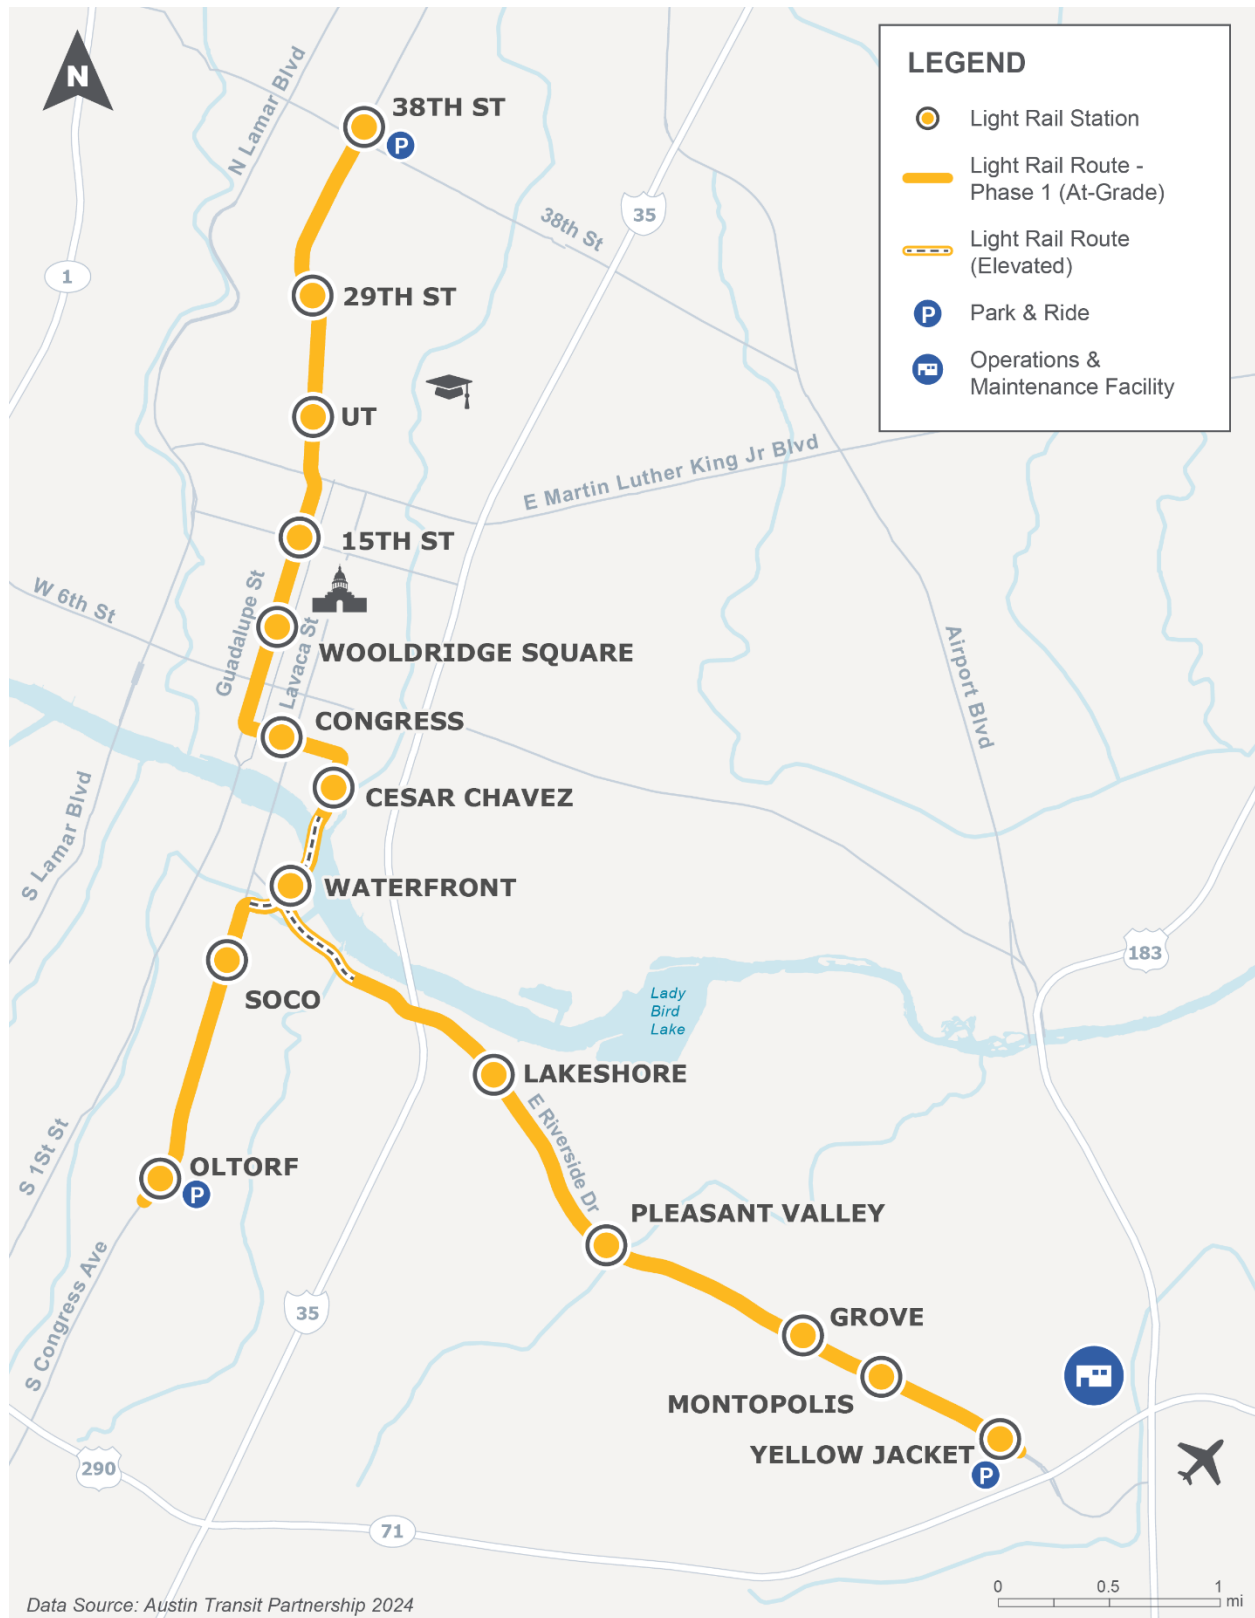 N
38TH ST
P
N Lamar Blvd
LEGEND
Light Rail Station
Light Rail Route -
Phase 1 (At-Grade)
Light Rail Route
(Elevated)
P
Park & Ride
Operations &
Maintenance Facility
35
38th St
1
29TH ST
UT
E Martin Luther King Jr Blvd
15TH ST
W 6th St
Guadalupe St
Lavaca St
WOOLDRIDGE SQUARE
Airport Blvd
CONGRESS
CESAR CHAVEZ
S Lamar Blvd
WATERFRONT
183
SOCO
Lady
Bird
Lake
LAKESHORE
E Riverside Dr
S 1St St
OLTORF
P
PLEASANT VALLEY
S Congress Ave
35
GROVE
MONTOPOLIS
YELLOW JACKET
P
290
71
0 0.5 1
mi
Data Source: Austin Transit Partnership 2024